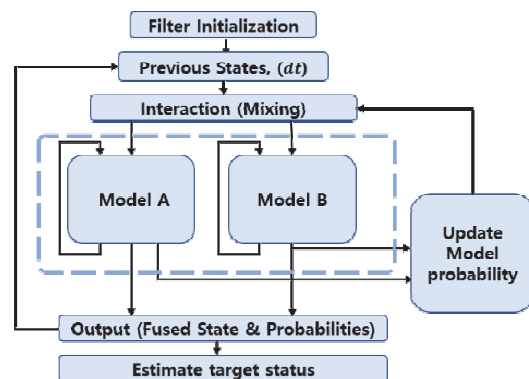 Filter Initialization
Previous States, (dt)
Interaction (Mixing)
Model A
Model B
Update
Model
probability
Output (Fused State & Probabilities)
Estimate target status